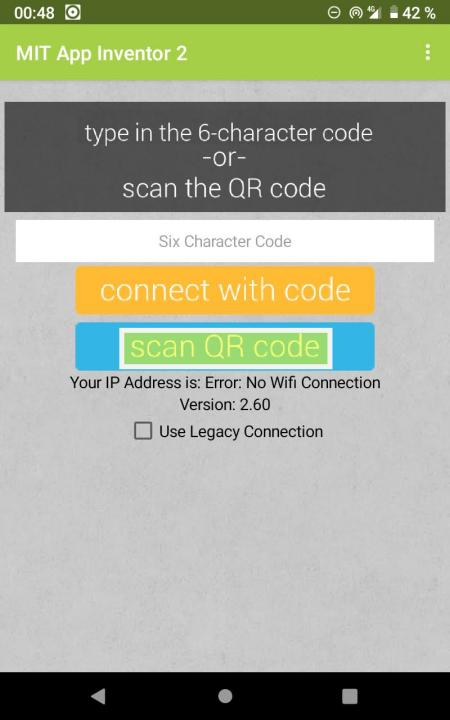 00:48
4G 42 %
MIT App Inventor 2
type in the 6-character code
-or-
scan the QR code
Six Character Code
connect with code
scan QR code
Your IP Address is: Error: No Wifi Connection
Version: 2.60
Use Legacy Connection